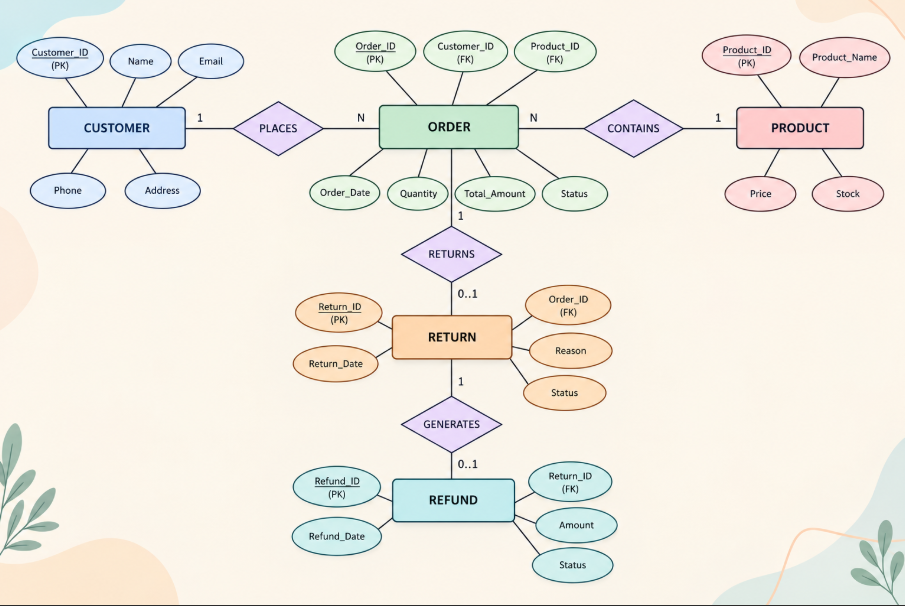 Customer_ID
(PK)
Name
Email
Order_ID
(PK)
Customer_ID
(FK)
Product_ID
(FK)
Product_ID
(PK)
Product_Name
CUSTOMER
1
PLACES
N
ORDER
N
CONTAINS
1
PRODUCT
Phone
Address
Order_Date
Quantity
Total_Amount
Status
Price
Stock
1
RETURNS
0..1
Return_ID
(PK)
Order_ID
(FK)
RETURN
Reason
Return_Date
Status
1
GENERATES
0..1
Refund_ID
(PK)
Return_ID
(FK)
REFUND
Amount
Refund_Date
Status